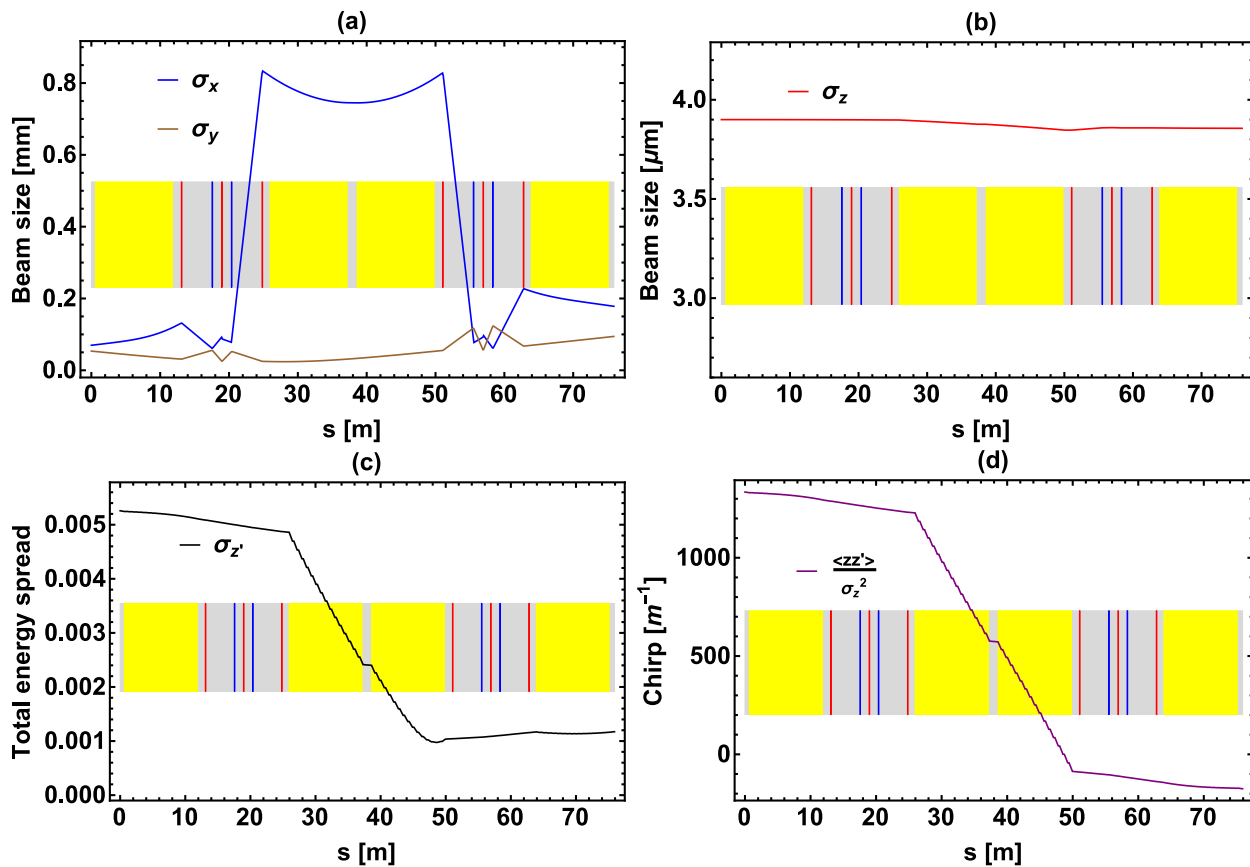 (a)
0.8
0.6
0.4
0.2
0.0
Beam size [mm]
σx
σy
0 10 20 30 40 50 60 70
s [m]
(b)
4.0
3.5
3.0
Beam size [μm]
σz
0 10 20 30 40 50 60 70
s [m]
(c)
0.005
0.004
0.003
0.002
0.001
0.000
Total energy spread
σz'
0 10 20 30 40 50 60 70
s [m]
(d)
1000
500
0
Chirp [m⁻¹]
<zz'>
σz²
0 10 20 30 40 50 60 70
s [m]